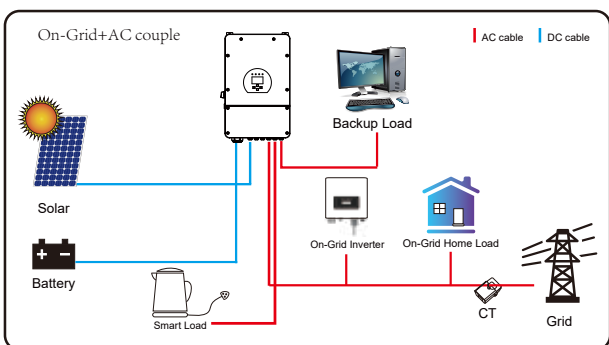 On-Grid+AC couple
AC cable
DC cable
Backup Load
Solar
On-Grid Inverter
On-Grid Home Load
Battery
Smart Load
CT
Grid